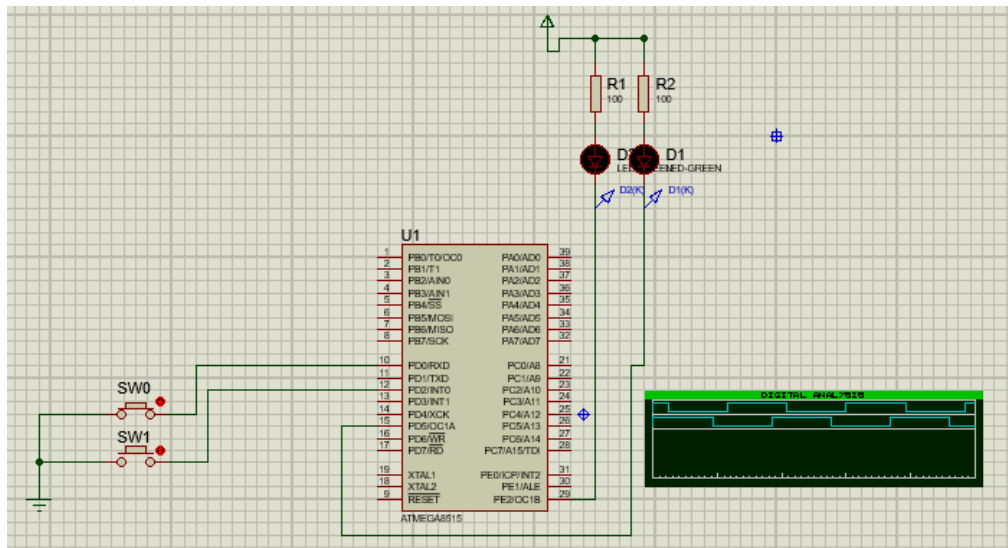 R1
100
R2
100
D1
D2(K)
D1(K)
U1
1 PB0/T0/OC0 PA0/AD0 39
2 PB1/T1 PA1/AD1 38
3 PB2/AIN0 PA2/AD2 37
4 PB3/AIN1 PA3/AD3 36
5 PB4/SS PA4/AD4 35
6 PB5/MOSI PA5/AD5 34
7 PB6/MISO PA6/AD6 33
8 PB7/SCK PA7/AD7 32
10 PD0/RXD PC0/A8 21
11 PD1/TXD PC1/A9 22
12 PD2/INT0 PC2/A10 23
13 PD3/INT1 PC3/A11 24
14 PD4/XCK PC4/A12 25
15 PD5/OC1A PC5/A13 26
16 PD6/WR PC6/A14 27
17 PD7/RD PC7/A15/TDI 28
19 XTAL1 PE0/ICP/INT2 31
18 XTAL2 PE1/ALE 30
9 RESET PE2/OC1B 29
ATMEGA8515
SW0
SW1
DIGITAL ANALYSIS